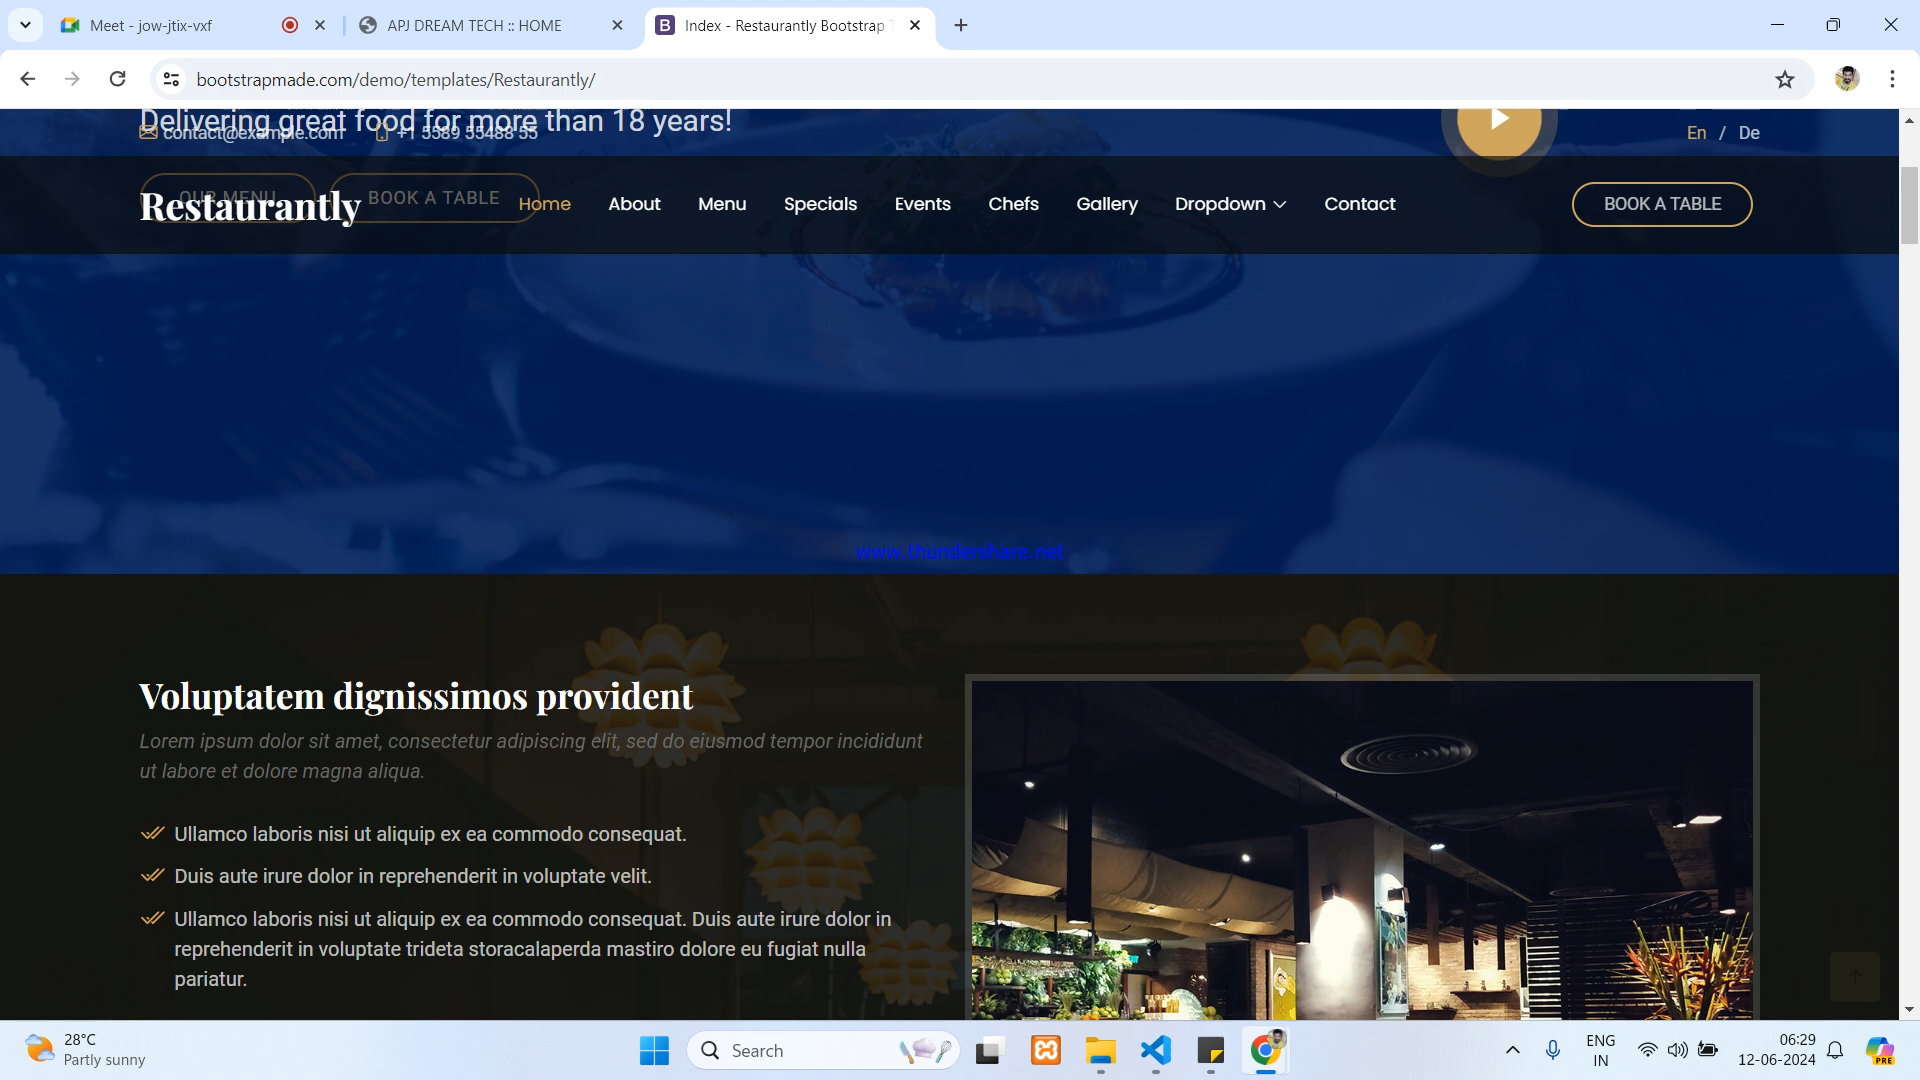 Meet - jow-jtix-vxf
APJ DREAM TECH :: HOME
Index - Restaurantly Bootstrap
bootstrapmade.com/demo/templates/Restaurantly/
Delivering great food for more than 18 years!
contact@example.com +1 5589 55488 55
En / De
OUR MENU BOOK A TABLE
Restaurantly Home About Menu Specials Events Chefs Gallery Dropdown Contact BOOK A TABLE
www.thundershare.net
Voluptatem dignissimos provident
Lorem ipsum dolor sit amet, consectetur adipiscing elit, sed do eiusmod tempor incididunt
ut labore et dolore magna aliqua.
Ullamco laboris nisi ut aliquip ex ea commodo consequat.
Duis aute irure dolor in reprehenderit in voluptate velit.
Ullamco laboris nisi ut aliquip ex ea commodo consequat. Duis aute irure dolor in
reprehenderit in voluptate trideta storacalaperda mastiro dolore eu fugiat nulla
pariatur.
28°C
Partly sunny
Search
ENG
IN
06:29
12-06-2024
PRE